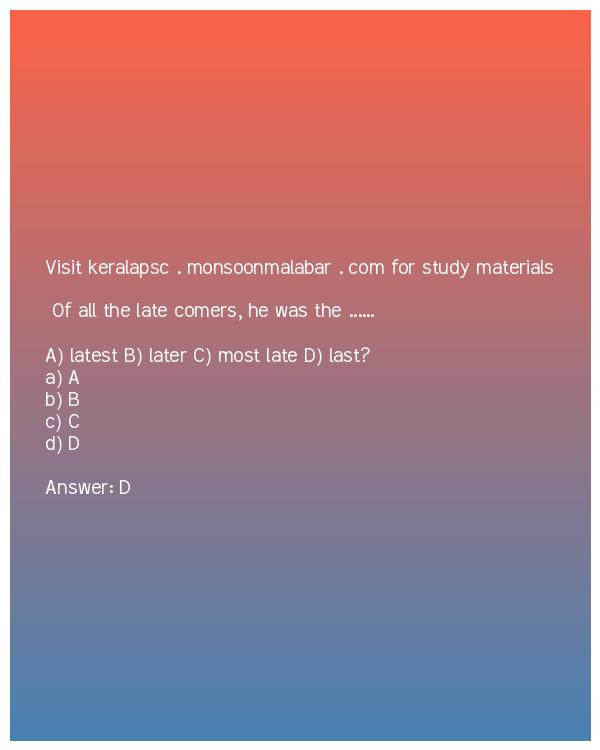 Visit keralapsc . monsoonmalabar . com for study materials
Of all the late comers, he was the ......
A) latest B) later C) most late D) last?
a) A
b) B
c) C
d) D
Answer: D